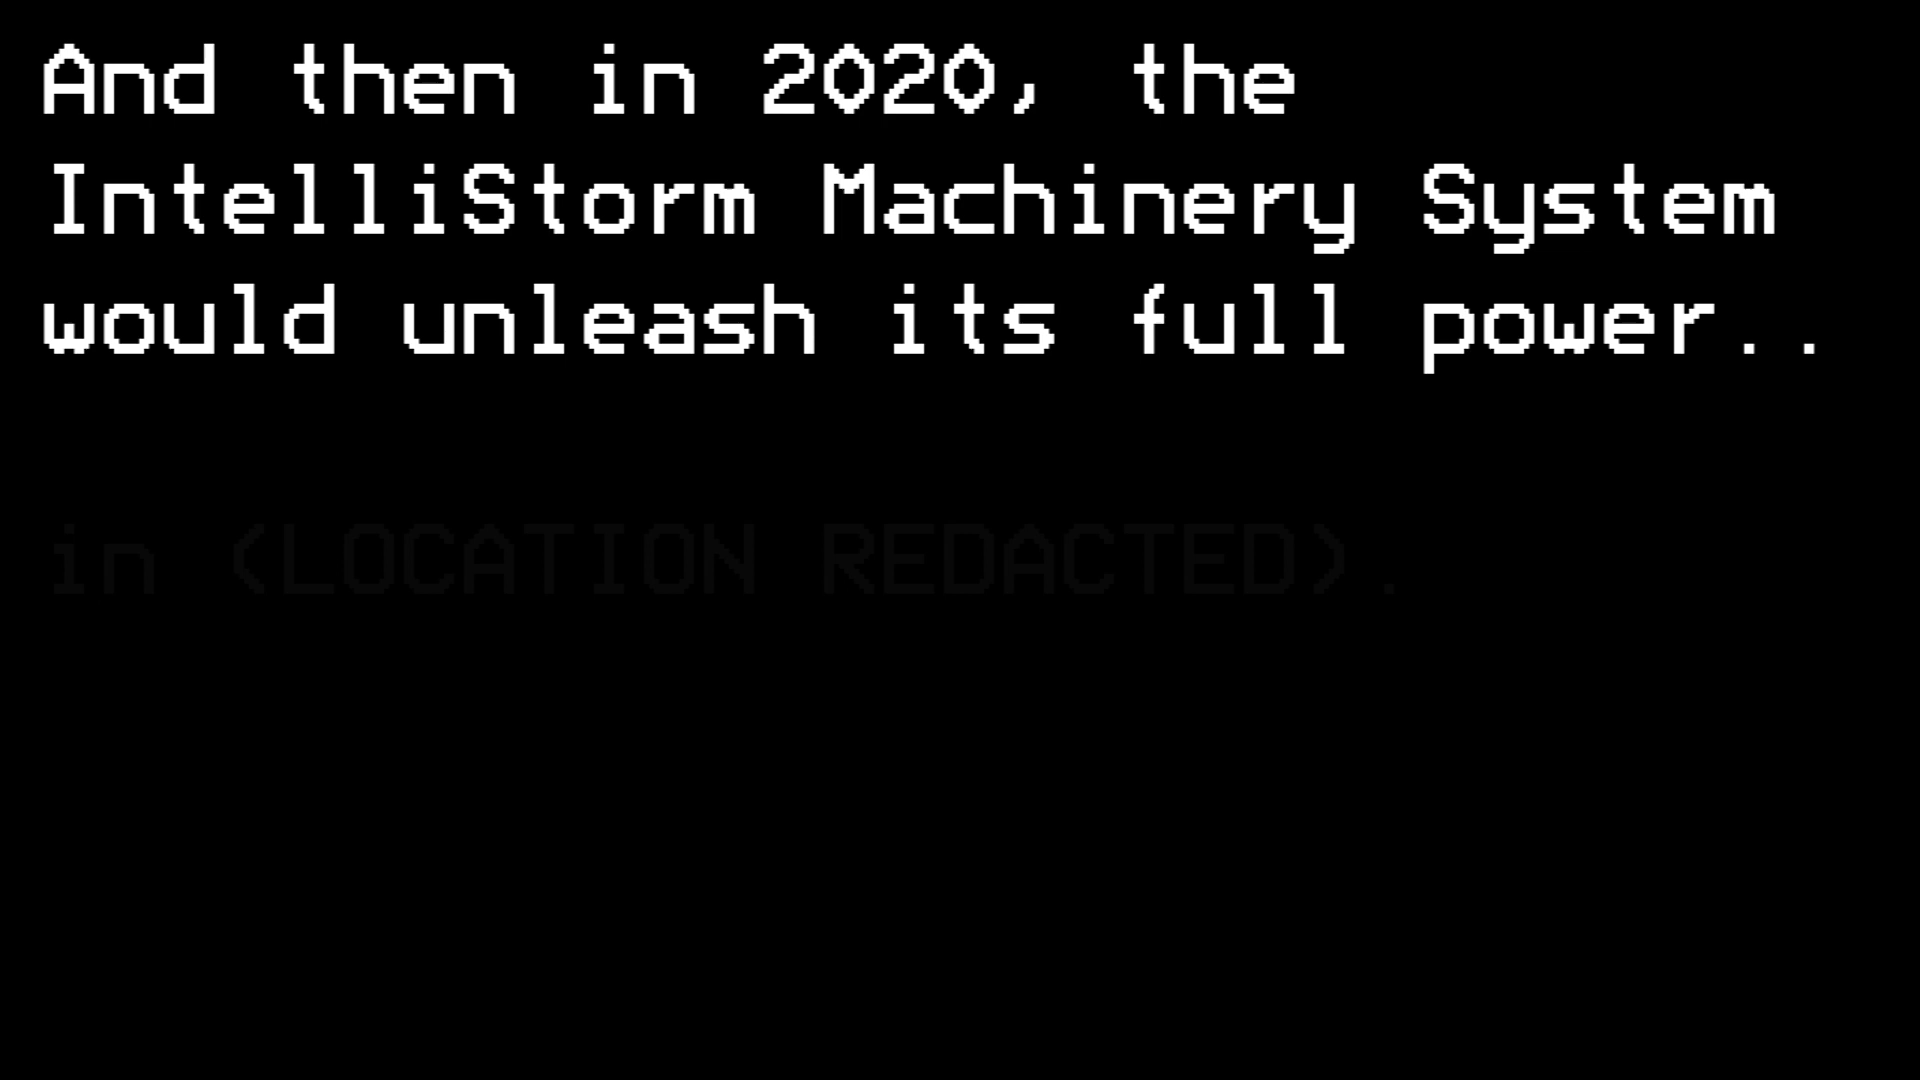 And then in 2020, the
IntelliStorm Machinery System
would unleash its full power..
in (LOCATION REDACTED).